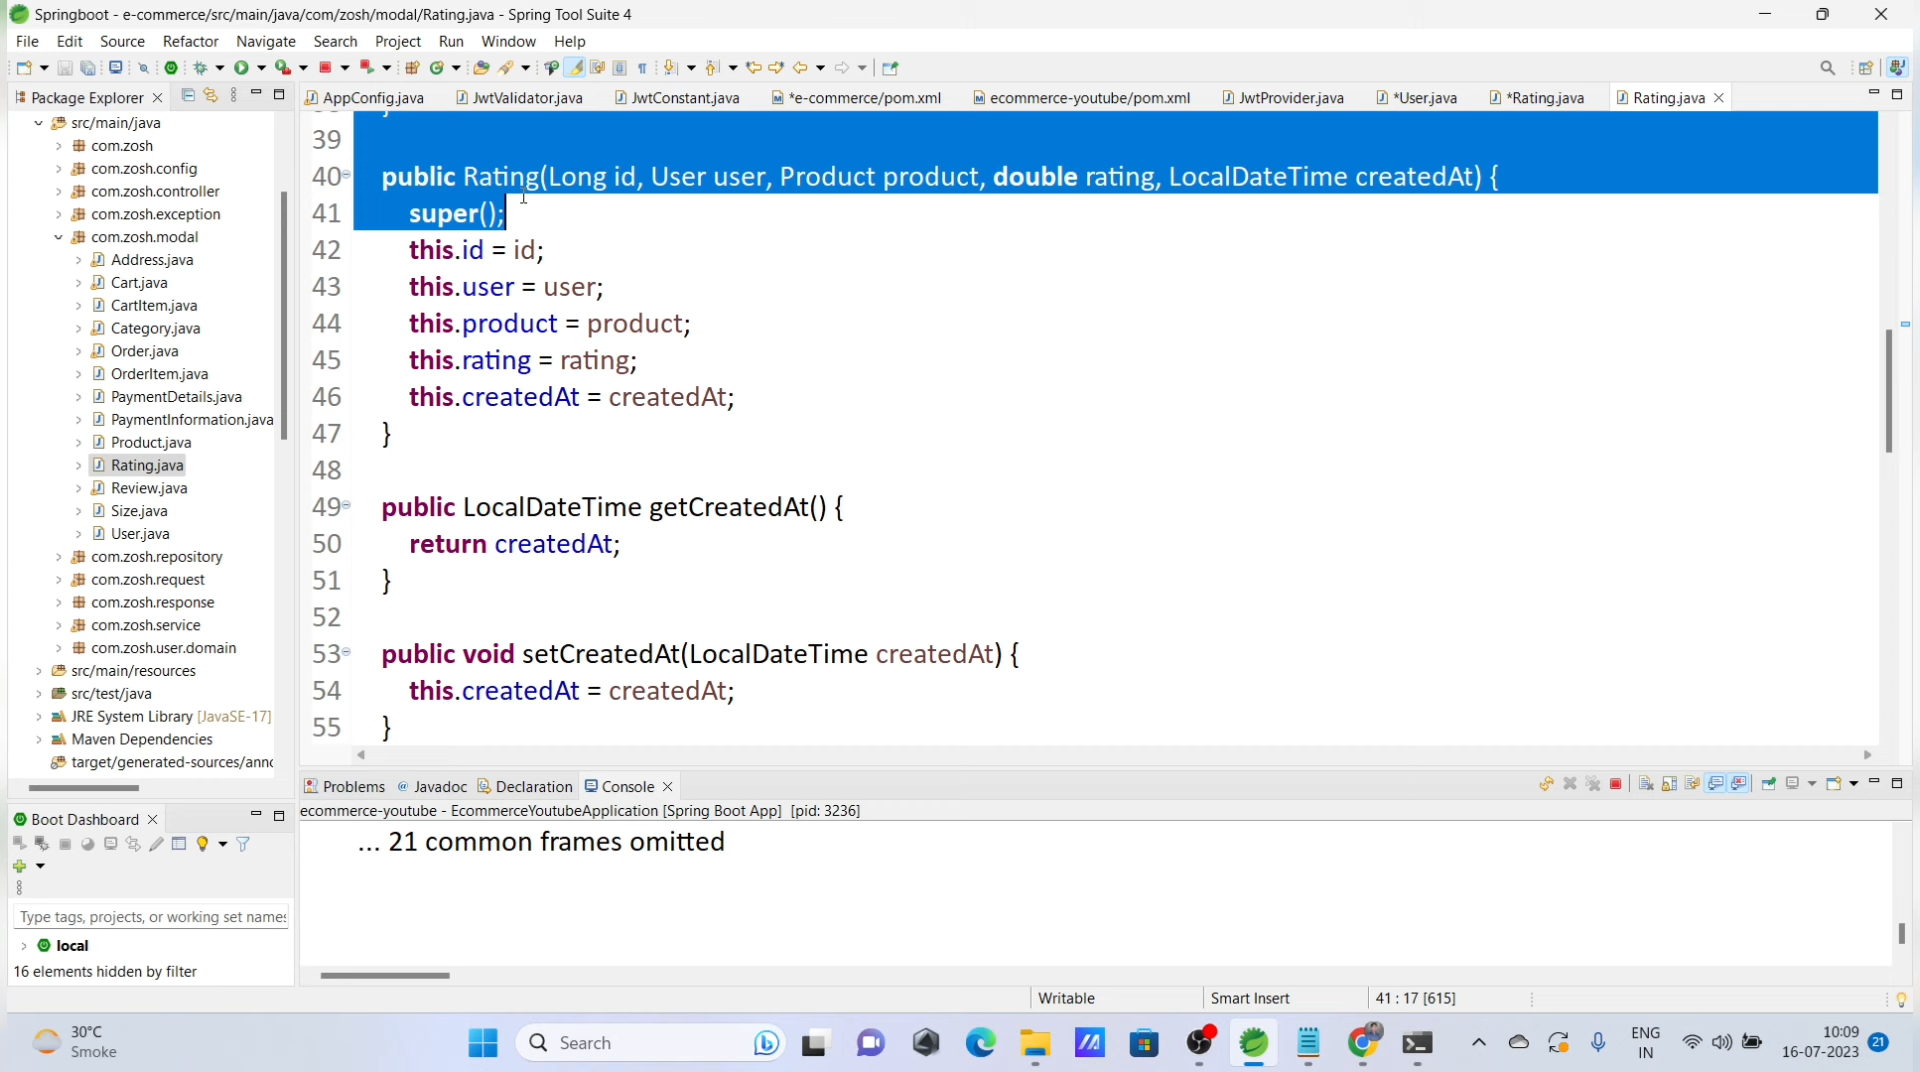 Springboot - e-commerce/src/main/java/com/zosh/modal/Rating.java - Spring Tool Suite 4
File Edit Source Refactor Navigate Search Project Run Window Help
Package Explorer
AppConfig.java JwtValidator.java JwtConstant.java *e-commerce/pom.xml ecommerce-youtube/pom.xml JwtProvider.java *User.java *Rating.java Rating.java
src/main/java
com.zosh
com.zosh.config
com.zosh.controller
com.zosh.exception
com.zosh.modal
Address.java
Cart.java
CartItem.java
Category.java
Order.java
OrderItem.java
PaymentDetails.java
PaymentInformation.java
Product.java
Rating.java
Review.java
Size.java
User.java
com.zosh.repository
com.zosh.request
com.zosh.response
com.zosh.service
com.zosh.user.domain
src/main/resources
src/test/java
JRE System Library [JavaSE-17]
Maven Dependencies
target/generated-sources/anno
39
40 public Rating(Long id, User user, Product product, double rating, LocalDateTime createdAt) {
41 super();
42 this.id = id;
43 this.user = user;
44 this.product = product;
45 this.rating = rating;
46 this.createdAt = createdAt;
47 }
48
49 public LocalDateTime getCreatedAt() {
50 return createdAt;
51 }
52
53 public void setCreatedAt(LocalDateTime createdAt) {
54 this.createdAt = createdAt;
55 }
Problems @ Javadoc Declaration Console
ecommerce-youtube - EcommerceYoutubeApplication [Spring Boot App] [pid: 3236]
... 21 common frames omitted
Boot Dashboard
Type tags, projects, or working set names
local
16 elements hidden by filter
Writable Smart Insert 41 : 17 [615]
30°C
Smoke
Search
ENG
IN
10:09
16-07-2023
21